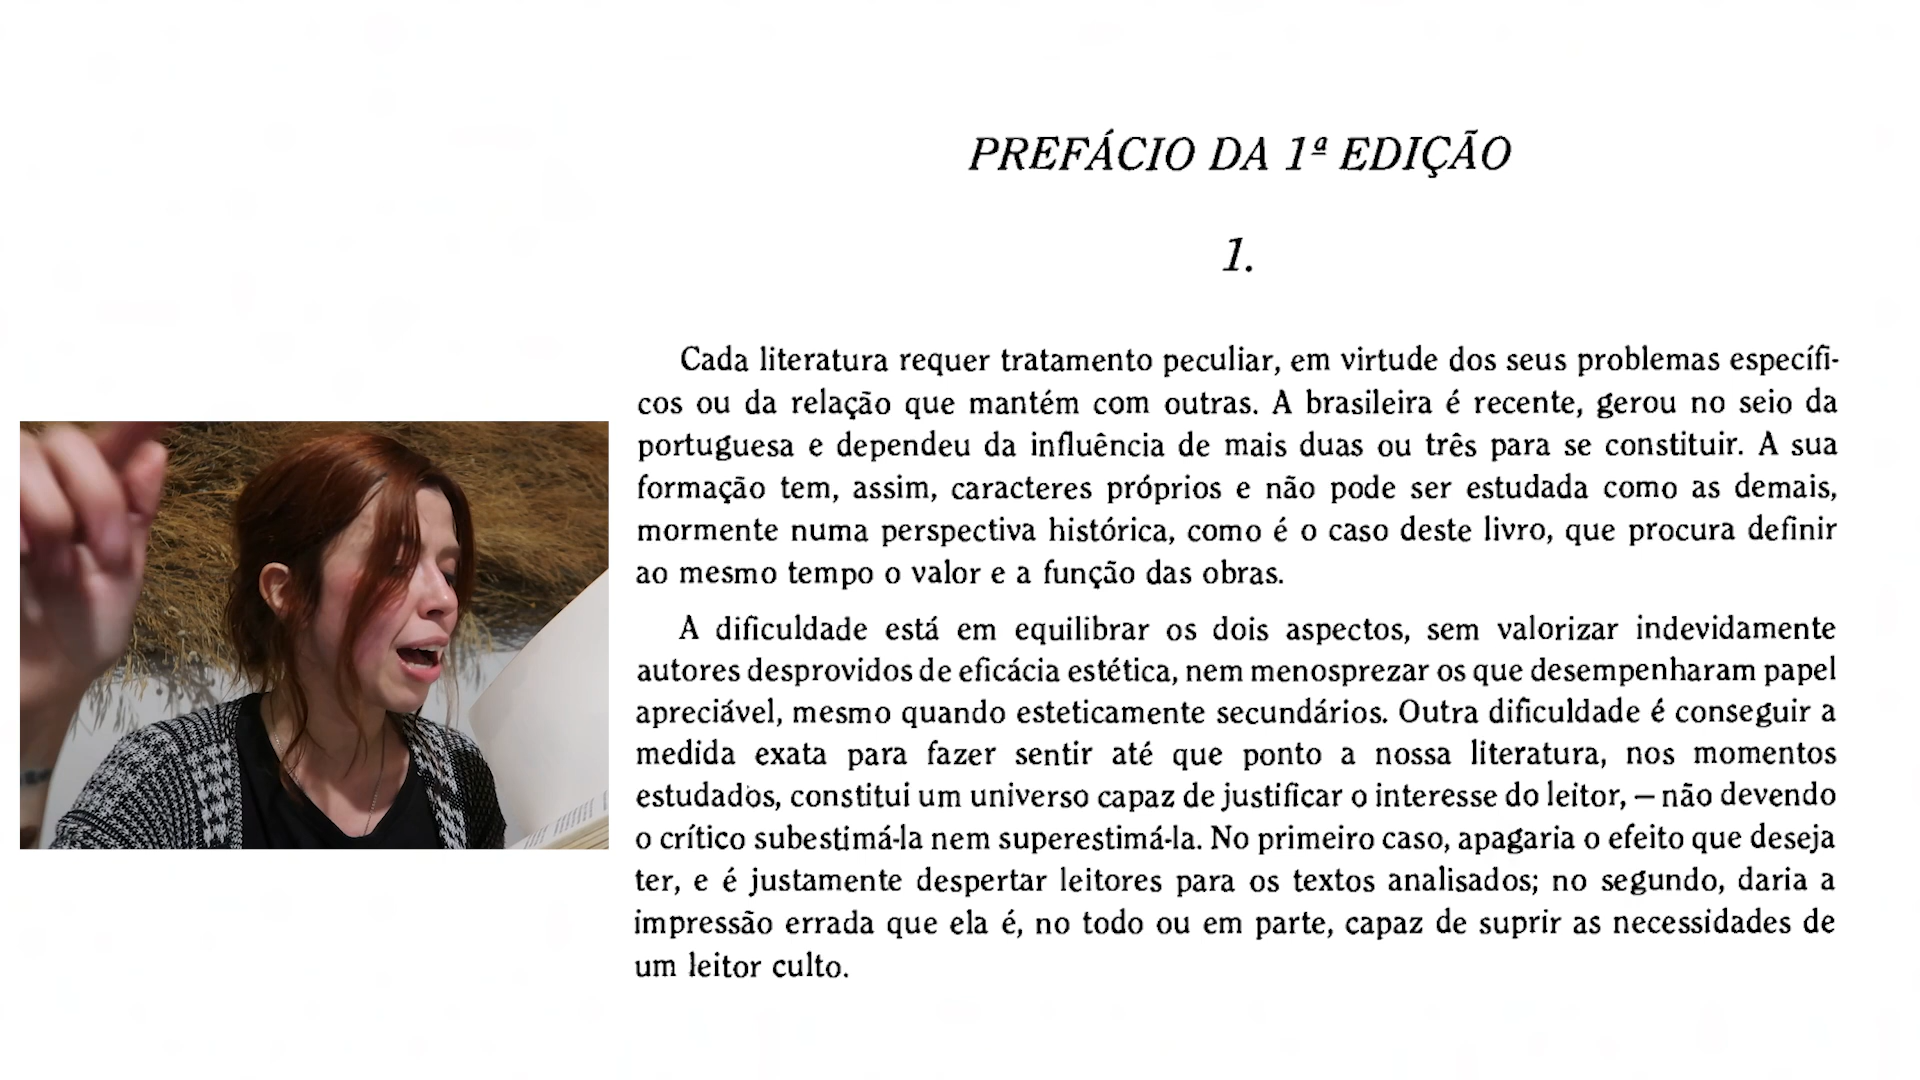 PREFÁCIO DA 1ª EDIÇÃO
1.
Cada literatura requer tratamento peculiar, em virtude dos seus problemas específi-
cos ou da relação que mantém com outras. A brasileira é recente, gerou no seio da
portuguesa e dependeu da influência de mais duas ou três para se constituir. A sua
formação tem, assim, caracteres próprios e não pode ser estudada como as demais,
mormente numa perspectiva histórica, como é o caso deste livro, que procura definir
ao mesmo tempo o valor e a função das obras.
A dificuldade está em equilibrar os dois aspectos, sem valorizar indevidamente
autores desprovidos de eficácia estética, nem menosprezar os que desempenharam papel
apreciável, mesmo quando esteticamente secundários. Outra dificuldade é conseguir a
medida exata para fazer sentir até que ponto a nossa literatura, nos momentos
estudados, constitui um universo capaz de justificar o interesse do leitor, — não devendo
o crítico subestimá-la nem superestimá-la. No primeiro caso, apagaria o efeito que deseja
ter, e é justamente despertar leitores para os textos analisados; no segundo, daria a
impressão errada que ela é, no todo ou em parte, capaz de suprir as necessidades de
um leitor culto.